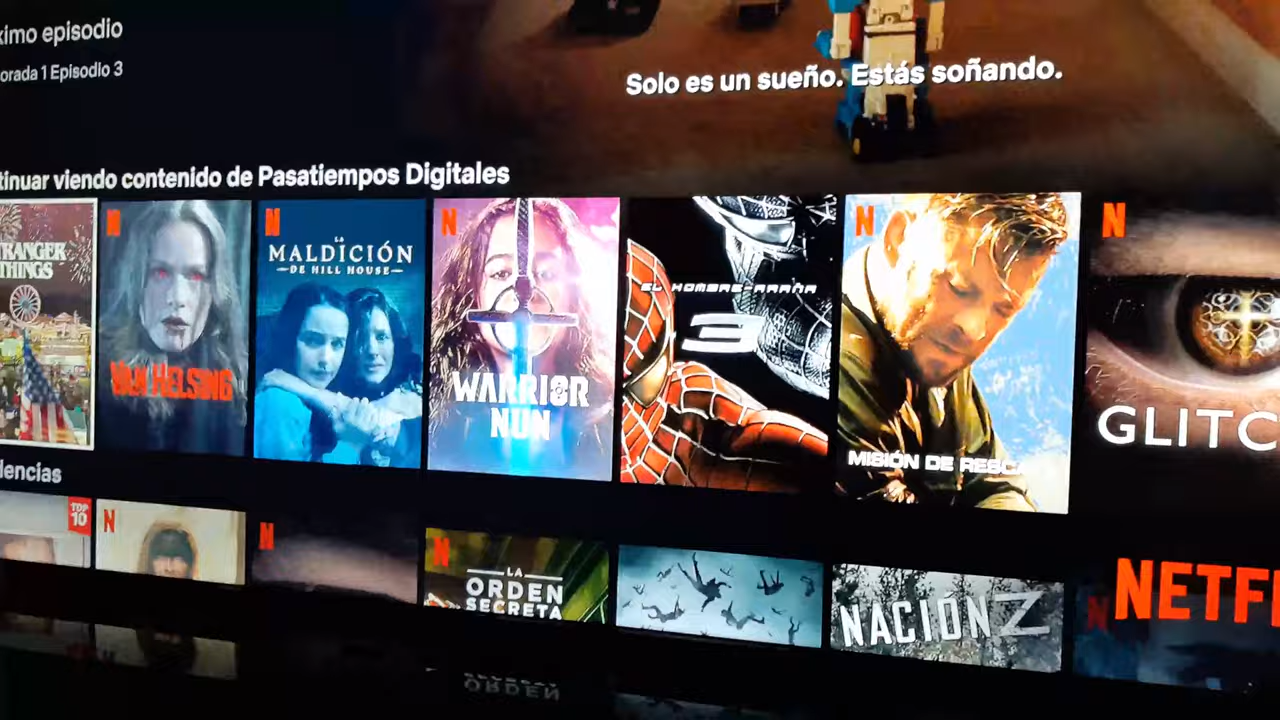 ximo episodio
orada 1 Episodio 3
Solo es un sueño. Estás soñando.
tinuar viendo contenido de Pasatiempos Digitales
TRANGER
THINGS
N
VAN HELSING
N
LA
MALDICIÓN
DE HILL HOUSE
N
WARRIOR
NUN
EL HOMBRE-ARAÑA
3
N
MISIÓN DE RESC
N
GLITC
dencias
TOP
10
N
N
N
LA
ORDEN
SECRETA
NACIÓN Z
N
NETF
ORDEN